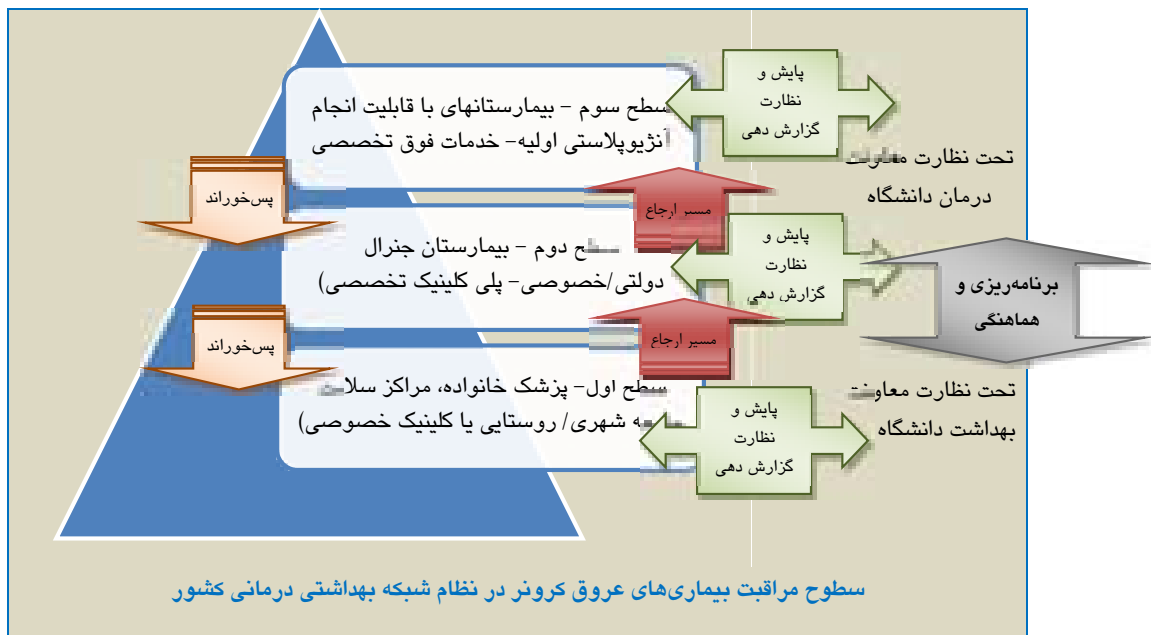 پایش و
نظارت
گزارش دهی
سطح سوم – بیمارستانهای با قابلیت انجام
آنژیوپلاستی اولیه– خدمات فوق تخصصی
تحت نظارت معاونت
درمان دانشگاه
پس‌خوراند
مسیر ارجاع
پایش و
نظارت
گزارش دهی
سطح دوم – بیمارستان جنرال
دولتی/خصوصی– پلی کلینیک تخصصی)
برنامه‌ریزی و
هماهنگی
پس‌خوراند
مسیر ارجاع
سطح اول– پزشک خانواده، مراکز سلامت
شهری/ روستایی یا کلینیک خصوصی)
پایش و
نظارت
گزارش دهی
تحت نظارت معاونت
بهداشت دانشگاه
سطوح مراقبت بیماری‌های عروق کرونر در نظام شبکه بهداشتی درمانی کشور